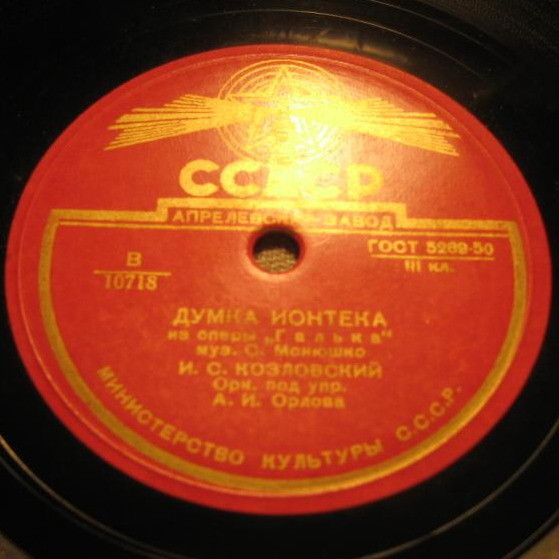 СССР
АПРЕЛЕВСКИЙ ЗАВОД
ГОСТ 5289-50
III кл.
В
10718
ДУМКА ЙОНТЕКА
из оперы „Галька“
муз. С. Монюшко
И. С. КОЗЛОВСКИЙ
Орк. под упр.
А. И. Орлова
МИНИСТЕРСТВО КУЛЬТУРЫ С.С.С.Р.